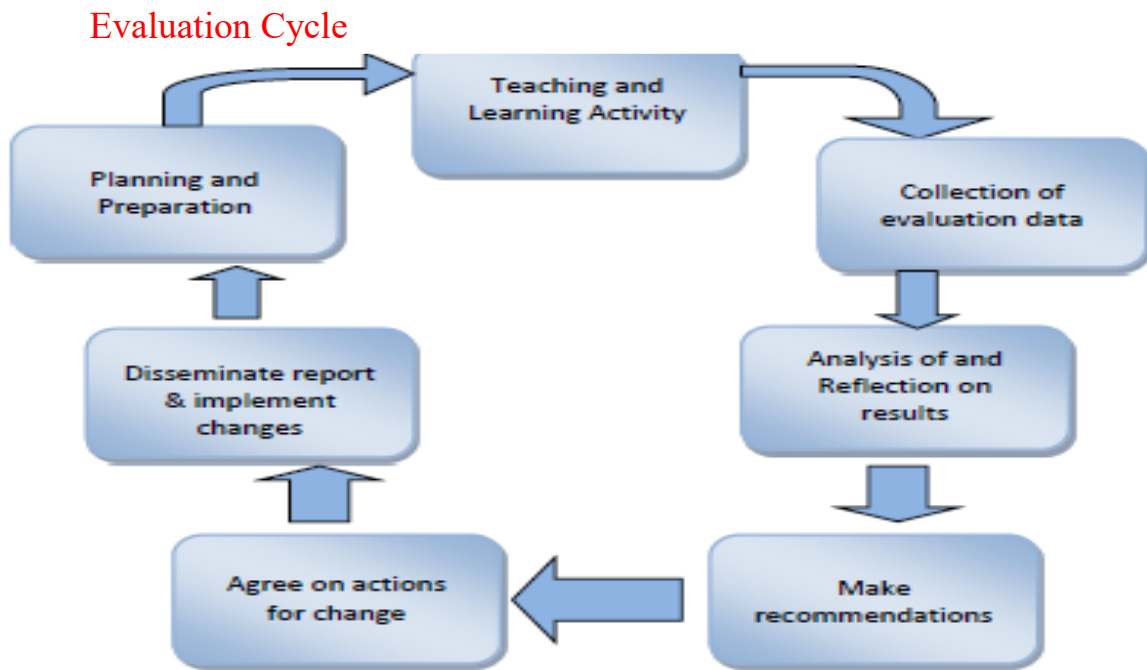 Evaluation Cycle
Teaching and
Learning Activity
Collection of
evaluation data
Analysis of and
Reflection on
results
Make
recommendations
Agree on actions
for change
Disseminate report
& implement
changes
Planning and
Preparation